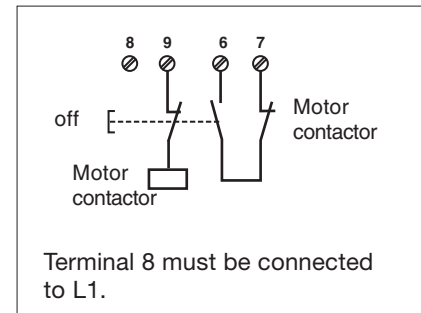 8 9 6 7
off
Motor
contactor
Motor
contactor
Terminal 8 must be connected
to L1.